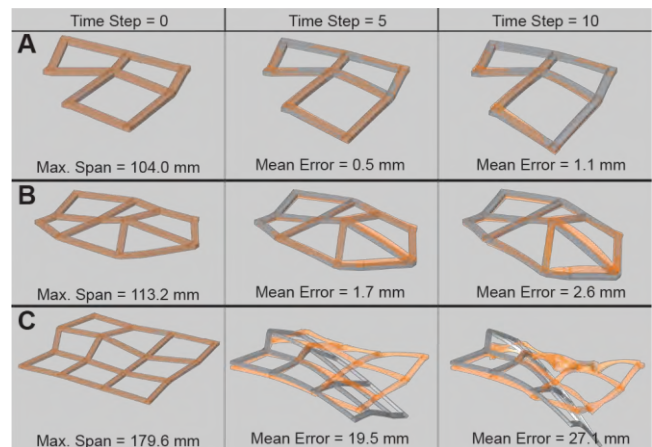 Time Step = 0
Time Step = 5
Time Step = 10
A
Max. Span = 104.0 mm
Mean Error = 0.5 mm
Mean Error = 1.1 mm
B
Max. Span = 113.2 mm
Mean Error = 1.7 mm
Mean Error = 2.6 mm
C
Max. Span = 179.6 mm
Mean Error = 19.5 mm
Mean Error = 27.1 mm